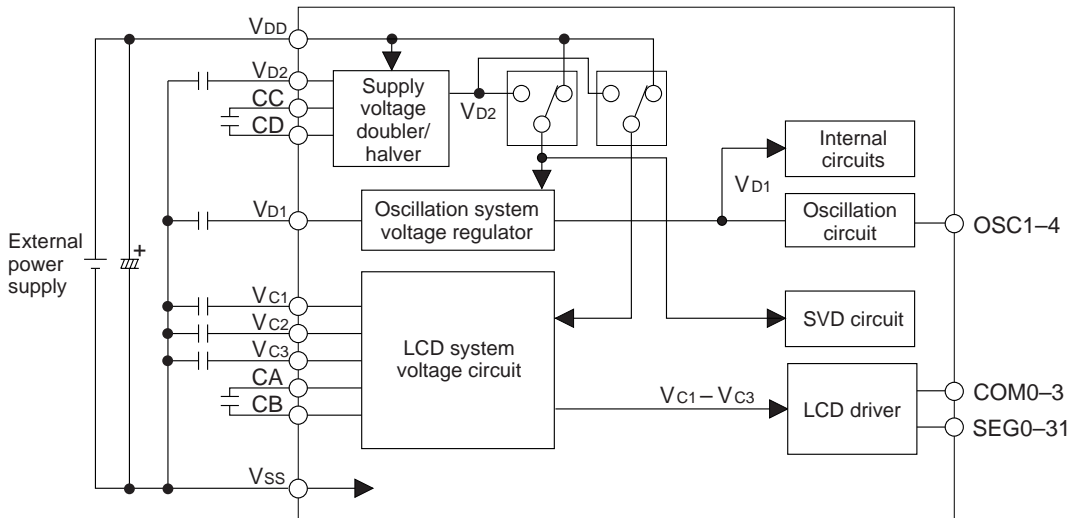 VDD
VD2
CC
CD
Supply
voltage
doubler/
halver
VD2
Internal
circuits
VD1
VD1
Oscillation system
voltage regulator
Oscillation
circuit
OSC1–4
External
power
supply
+
VC1
VC2
VC3
CA
CB
LCD system
voltage circuit
SVD circuit
VC1–VC3
LCD driver
COM0–3
SEG0–31
VSS